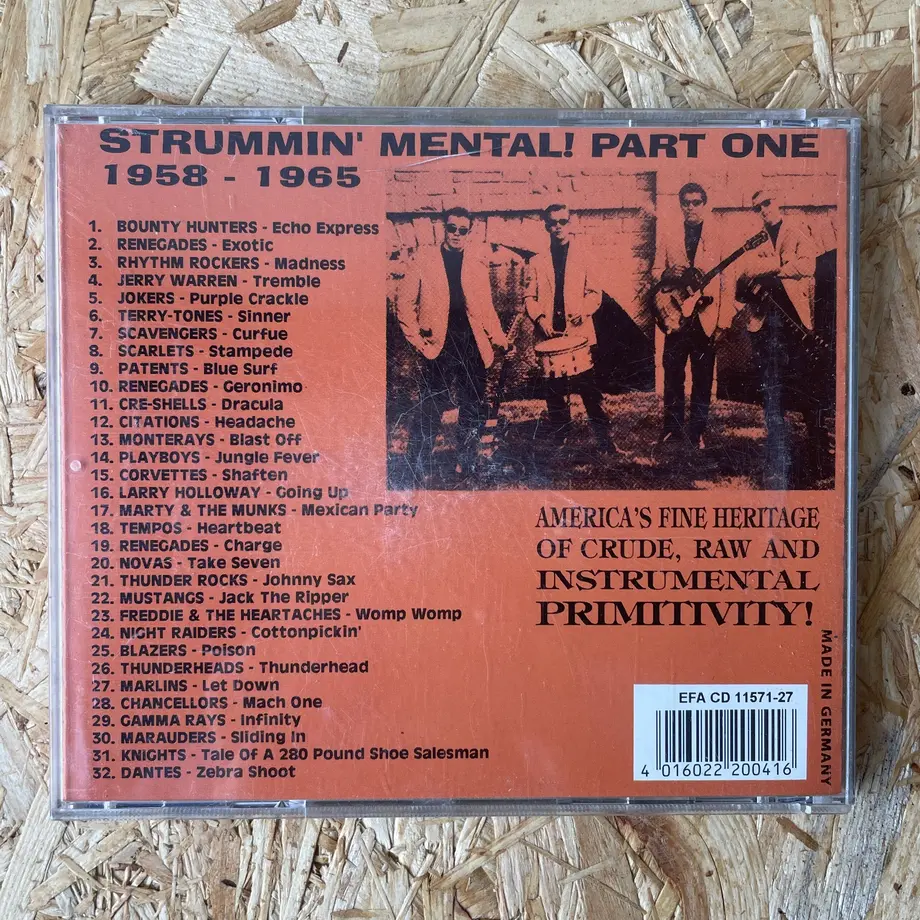 STRUMMIN' MENTAL! PART ONE
1958 - 1965
1. BOUNTY HUNTERS - Echo Express
2. RENEGADES - Exotic
3. RHYTHM ROCKERS - Madness
4. JERRY WARREN - Tremble
5. JOKERS - Purple Crackle
6. TERRY-TONES - Sinner
7. SCAVENGERS - Curfue
8. SCARLETS - Stampede
9. PATENTS - Blue Surf
10. RENEGADES - Geronimo
11. CRE-SHELLS - Dracula
12. CITATIONS - Headache
13. MONTERAYS - Blast Off
14. PLAYBOYS - Jungle Fever
15. CORVETTES - Shaften
16. LARRY HOLLOWAY - Going Up
17. MARTY & THE MUNKS - Mexican Party
18. TEMPOS - Heartbeat
19. RENEGADES - Charge
20. NOVAS - Take Seven
21. THUNDER ROCKS - Johnny Sax
22. MUSTANGS - Jack The Ripper
23. FREDDIE & THE HEARTACHES - Womp Womp
24. NIGHT RAIDERS - Cottonpickin'
25. BLAZERS - Poison
26. THUNDERHEADS - Thunderhead
27. MARLINS - Let Down
28. CHANCELLORS - Mach One
29. GAMMA RAYS - Infinity
30. MARAUDERS - Sliding In
31. KNIGHTS - Tale Of A 280 Pound Shoe Salesman
32. DANTES - Zebra Shoot
AMERICA'S FINE HERITAGE
OF CRUDE, RAW AND
INSTRUMENTAL
PRIMITIVITY!
MADE IN GERMANY
EFA CD 11571-27
4 016022 200416